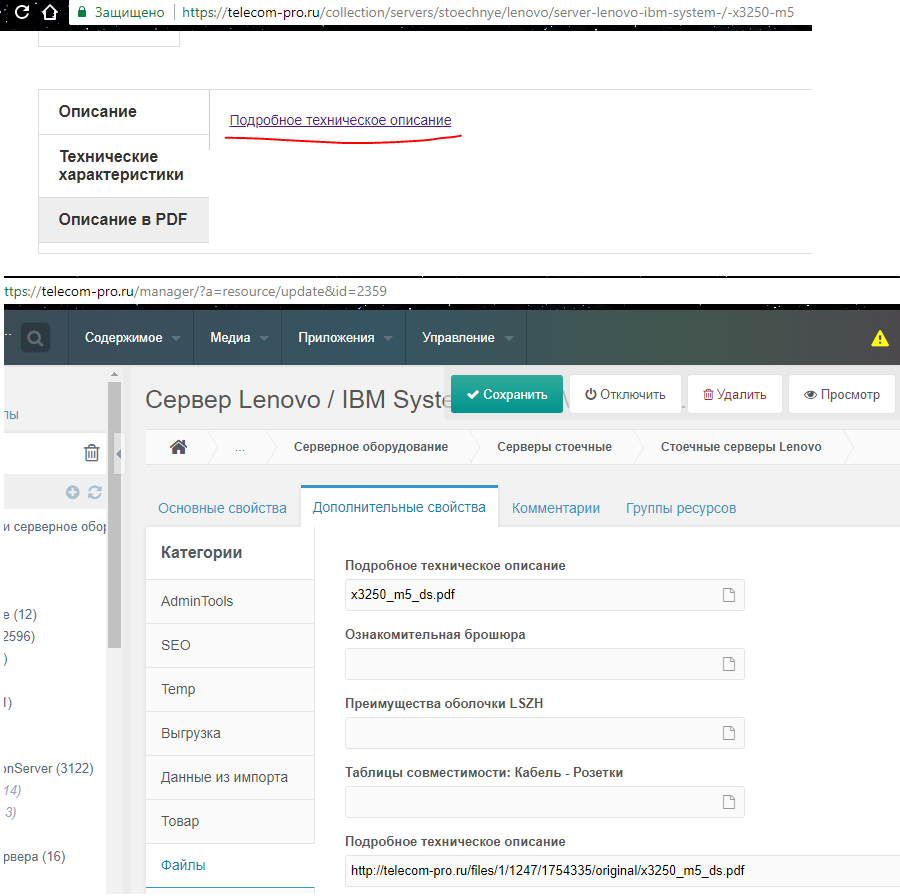 Защищено
https://telecom-pro.ru/collection/servers/stoechnye/lenovo/server-lenovo-ibm-system-/-x3250-m5
Описание
Подробное техническое описание
Технические
характеристики
Описание в PDF
ttps://telecom-pro.ru/manager/?a=resource/update&id=2359
Содержимое
Медиа
Приложения
Управление
лы
Сервер Lenovo / IBM Syste
Сохранить
Отключить
Удалить
Просмотр
...
Серверное оборудование
Серверы стоечные
Стоечные серверы Lenovo
Основные свойства
Дополнительные свойства
Комментарии
Группы ресурсов
и серверное обор
e (12)
2596)
)
1)
onServer (3122)
14)
3)
рвера (16)
Категории
AdminTools
SEO
Temp
Выгрузка
Данные из импорта
Товар
Файлы
Подробное техническое описание
x3250_m5_ds.pdf
Ознакомительная брошюра
Преимущества оболочки LSZH
Таблицы совместимости: Кабель - Розетки
Подробное техническое описание
http://telecom-pro.ru/files/1/1247/1754335/original/x3250_m5_ds.pdf